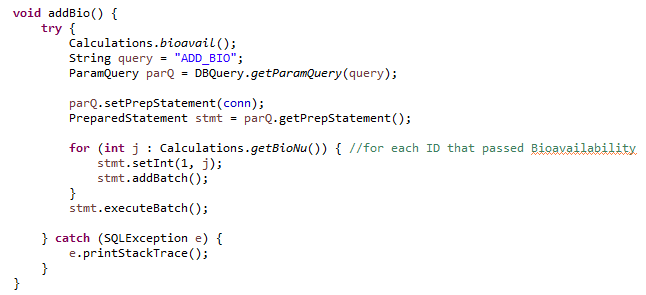 void addBio() {
    try {
        Calculations.bioavail();
        String query = "ADD_BIO";
        ParamQuery parQ = DBQuery.getParamQuery(query);

        parQ.setPrepStatement(conn);
        PreparedStatement stmt = parQ.getPrepStatement();

        for (int j : Calculations.getBioNu()) { //for each ID that passed Bioavailability
            stmt.setInt(1, j);
            stmt.addBatch();
        }
        stmt.executeBatch();

    } catch (SQLException e) {
        e.printStackTrace();
    }
}